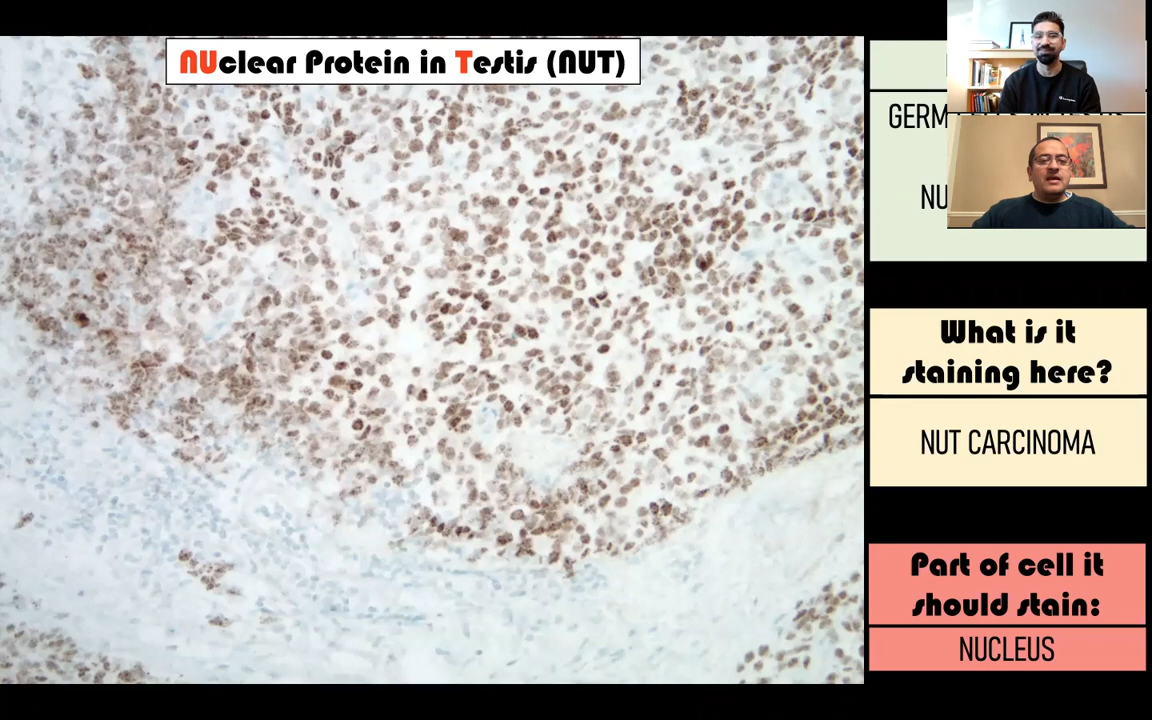 NUclear Protein in Testis (NUT)
GERM
NU
What is it
staining here?
NUT CARCINOMA
Part of cell it
should stain:
NUCLEUS